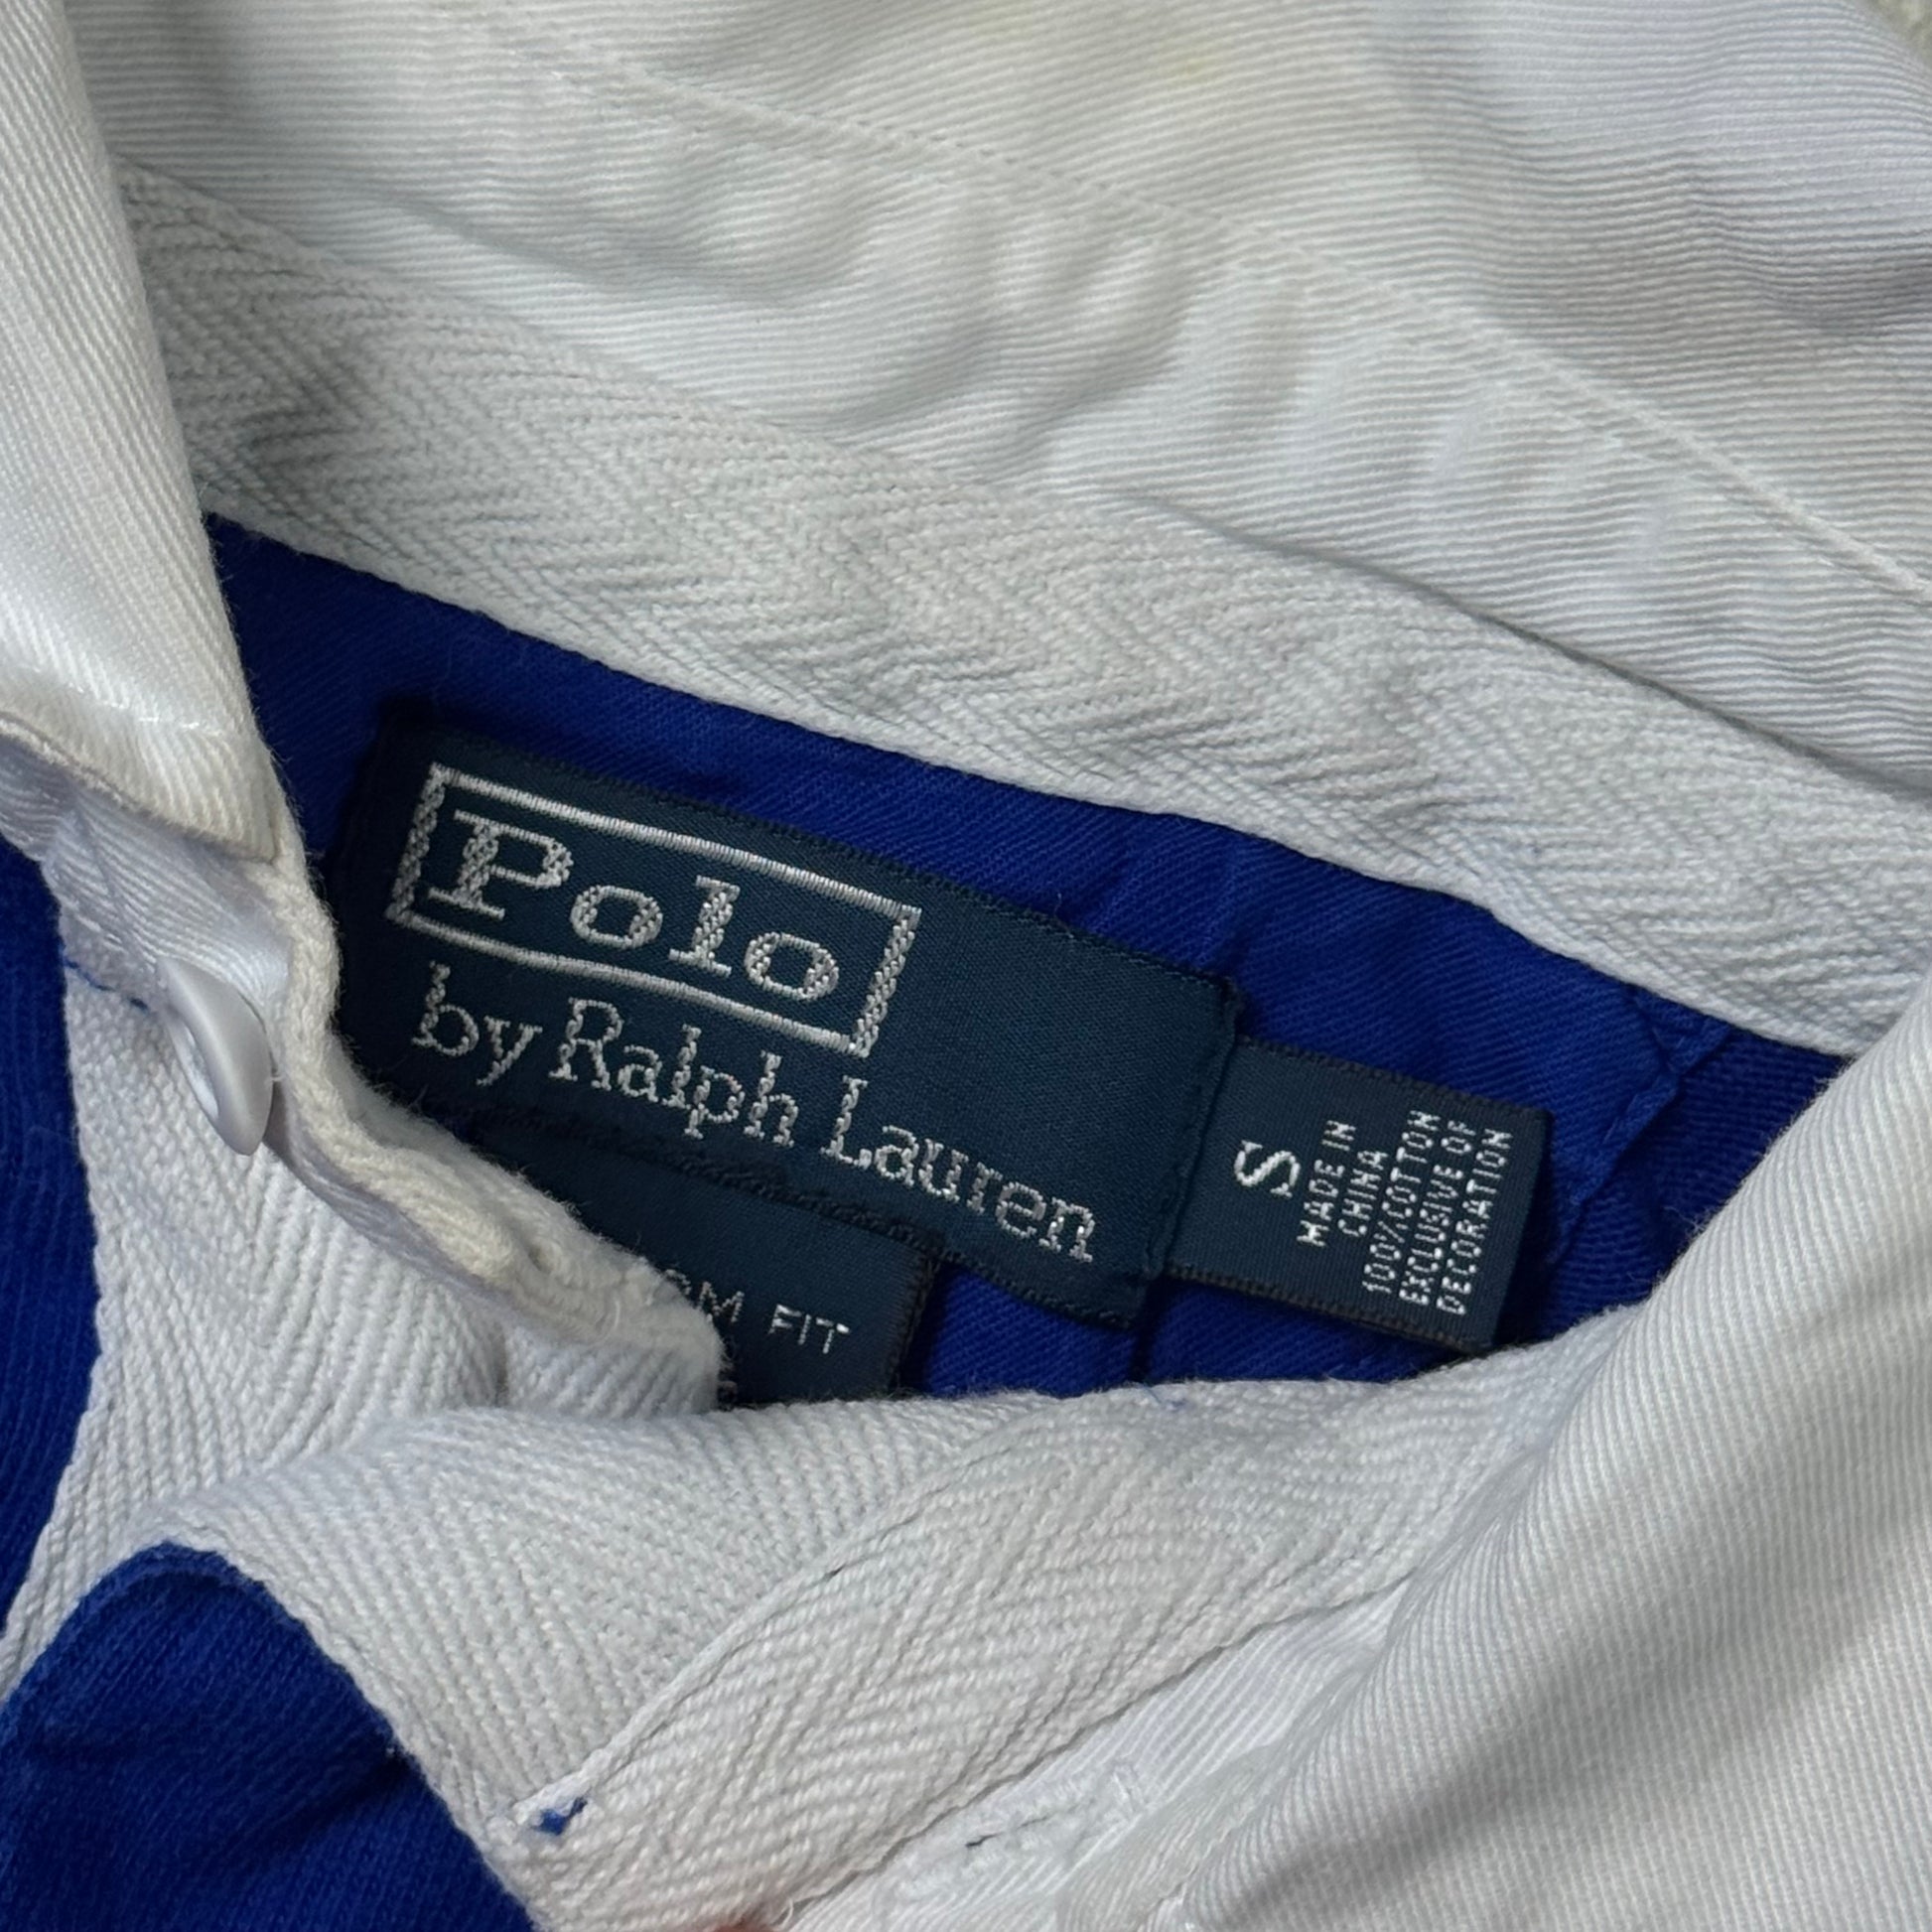 Polo
by Ralph Lauren
S
MADE IN
CHINA
100%COTTON
EXCLUSIVE OF
DECORATION
FIT